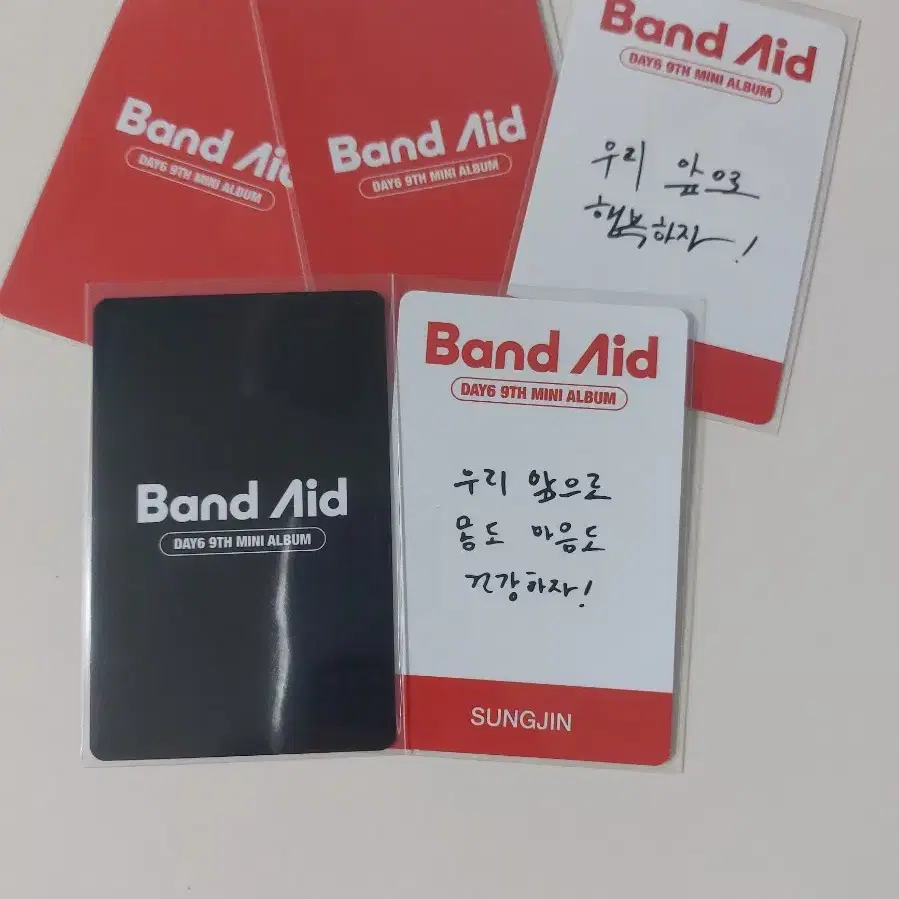 Band Aid
DAY6 9TH MINI ALBUM
Band Aid
DAY6 9TH MINI ALBUM
Band Aid
DAY6 9TH MINI ALBUM
우리 앞으로
행복하자!
Band Aid
DAY6 9TH MINI ALBUM
Band Aid
DAY6 9TH MINI ALBUM
우리 앞으로
몸도 마음도
건강하자!
SUNGJIN